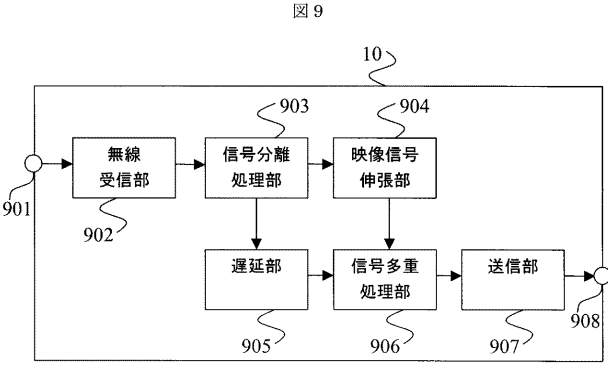 図9
10
903
904
無線
受信部
信号分離
処理部
映像信号
伸張部
901
902
遅延部
信号多重
処理部
送信部
908
905
906
907